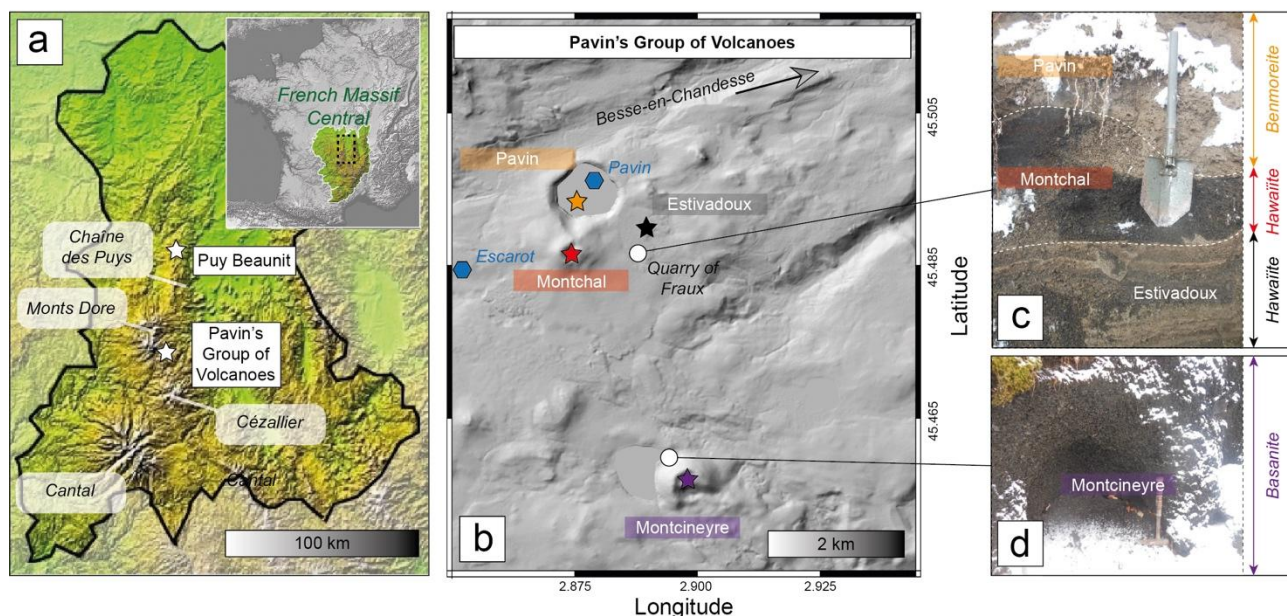 a
French Massif
Central
Chaîne
des Puys
Puy Beaunit
Monts Dore
Pavin's
Group of
Volcanoes
Cézallier
Cantal
Cantal
100 km
Pavin's Group of Volcanoes
Besse-en-Chandesse
Pavin
Pavin
Estivadoux
Escarot
Montchal
Quarry of
Fraux
Montcineyre
b
2 km
2.875
2.900
2.925
Longitude
45.505
45.485
45.465
Latitude
Pavin
Montchal
Estivadoux
c
Benmoreite
Hawaïite
Hawaïite
Montcineyre
d
Basanite